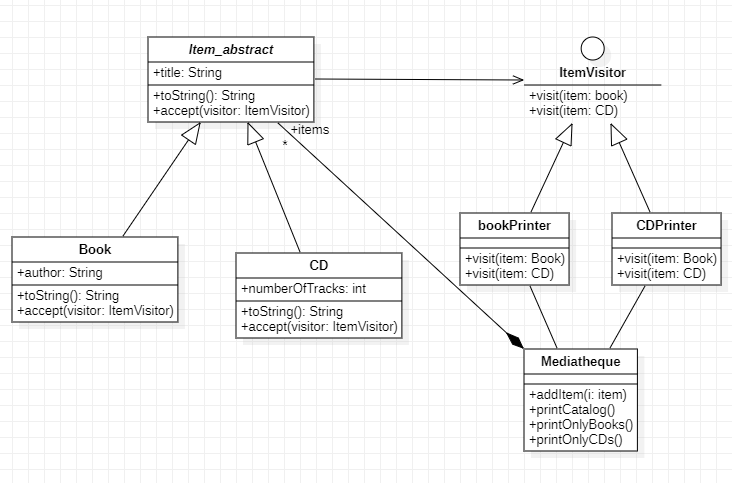 Item_abstract
+title: String
+toString(): String
+accept(visitor: ItemVisitor)
ItemVisitor
+visit(item: book)
+visit(item: CD)
+items
*
bookPrinter
+visit(item: Book)
+visit(item: CD)
CDPrinter
+visit(item: Book)
+visit(item: CD)
Book
+author: String
+toString(): String
+accept(visitor: ItemVisitor)
CD
+numberOfTracks: int
+toString(): String
+accept(visitor: ItemVisitor)
Mediatheque
+addItem(i: item)
+printCatalog()
+printOnlyBooks()
+printOnlyCDs()